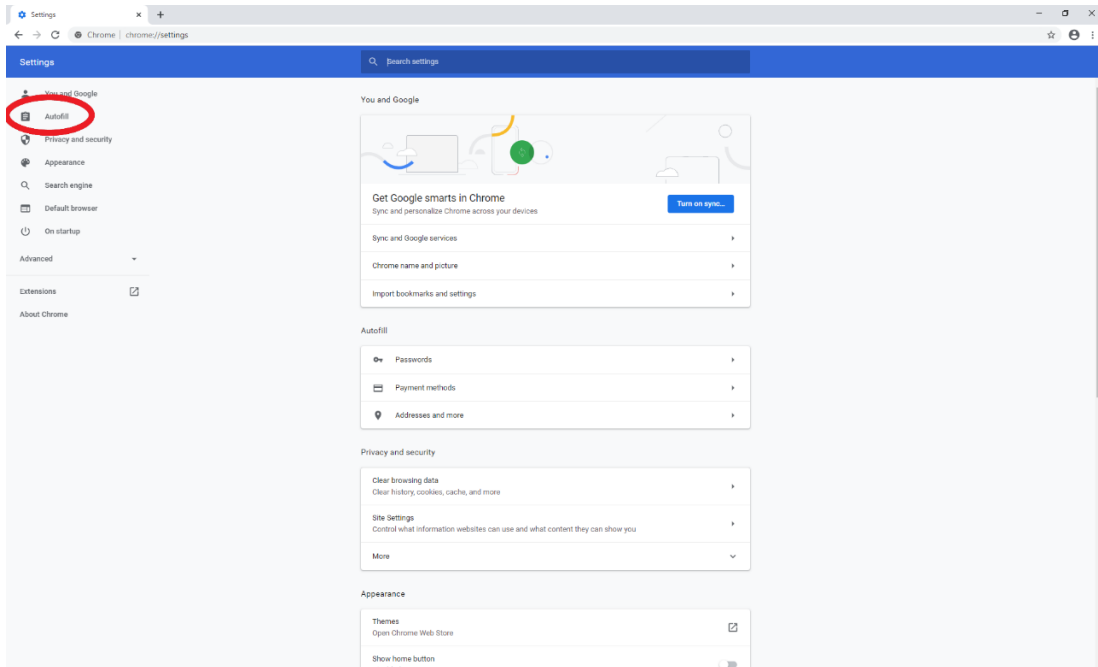 Settings
Chrome | chrome://settings
Settings
Search settings
You and Google
Autofill
Privacy and security
Appearance
Search engine
Default browser
On startup
Advanced
Extensions
About Chrome
You and Google
Get Google smarts in Chrome
Sync and personalize Chrome across your devices
Turn on sync...
Sync and Google services
Chrome name and picture
Import bookmarks and settings
Autofill
Passwords
Payment methods
Addresses and more
Privacy and security
Clear browsing data
Clear history, cookies, cache, and more
Site Settings
Control what information websites can use and what content they can show you
More
Appearance
Themes
Open Chrome Web Store
Show home button